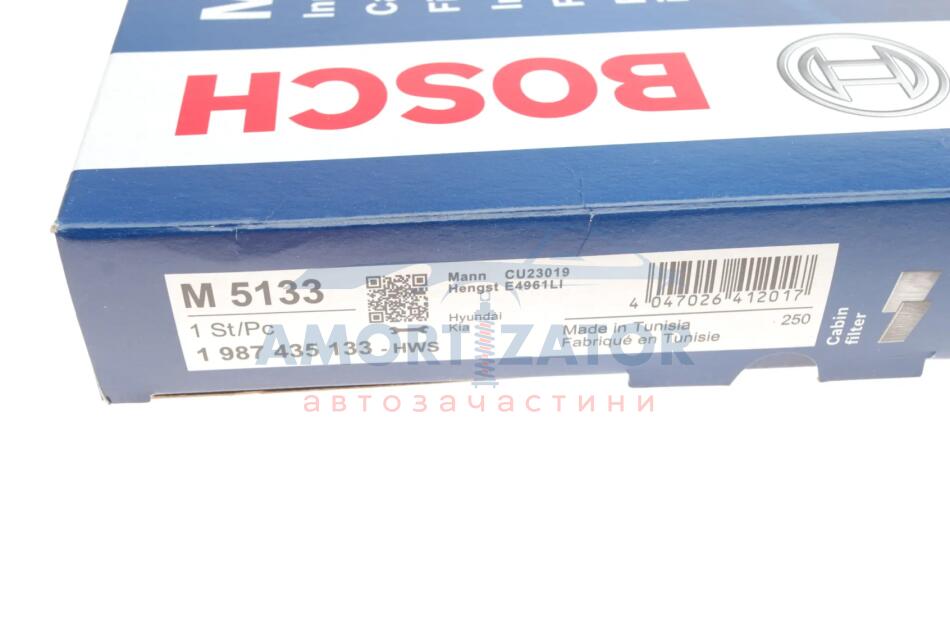 M
BOSCH
M 5133
1 St/Pc
1 987 435 133 - HWS
Mann CU23019
Hengst E4961LI
Hyundai
Kia
4 047026 412017
Made in Tunisia 250
Fabriqué en Tunisie
Cabin
filter
AMORTIZATOR
автозачастини